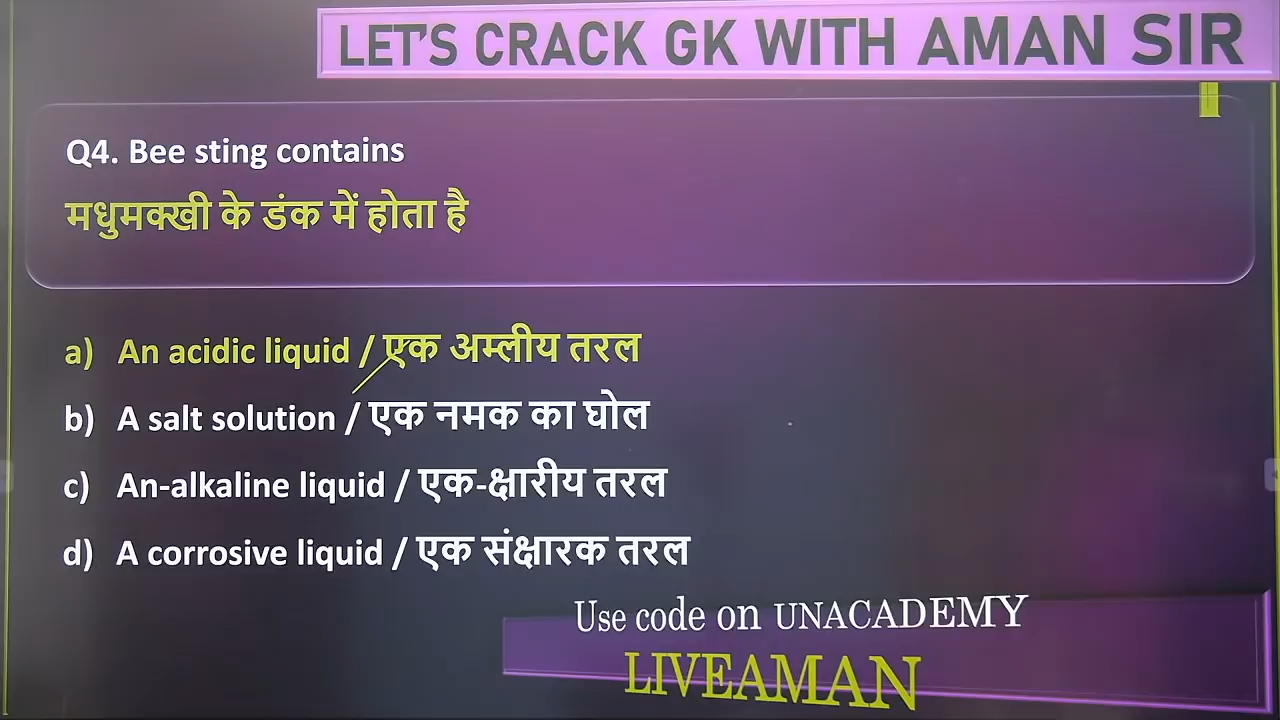 LET'S CRACK GK WITH AMAN SIR
Q4. Bee sting contains
मधुमक्खी के डंक में होता है
a) An acidic liquid / एक अम्लीय तरल
b) A salt solution / एक नमक का घोल
c) An-alkaline liquid / एक-क्षारीय तरल
d) A corrosive liquid / एक संक्षारक तरल
Use code on UNACADEMY
LIVEAMAN